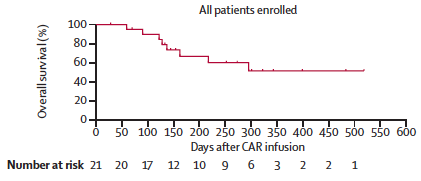 All patients enrolled
Overall survival (%)
100
80
60
40
20
0
0 50 100 150 200 250 300 350 400 450 500 550 600
Days after CAR infusion
Number at risk 21 20 17 12 10 9 6 3 2 2 1